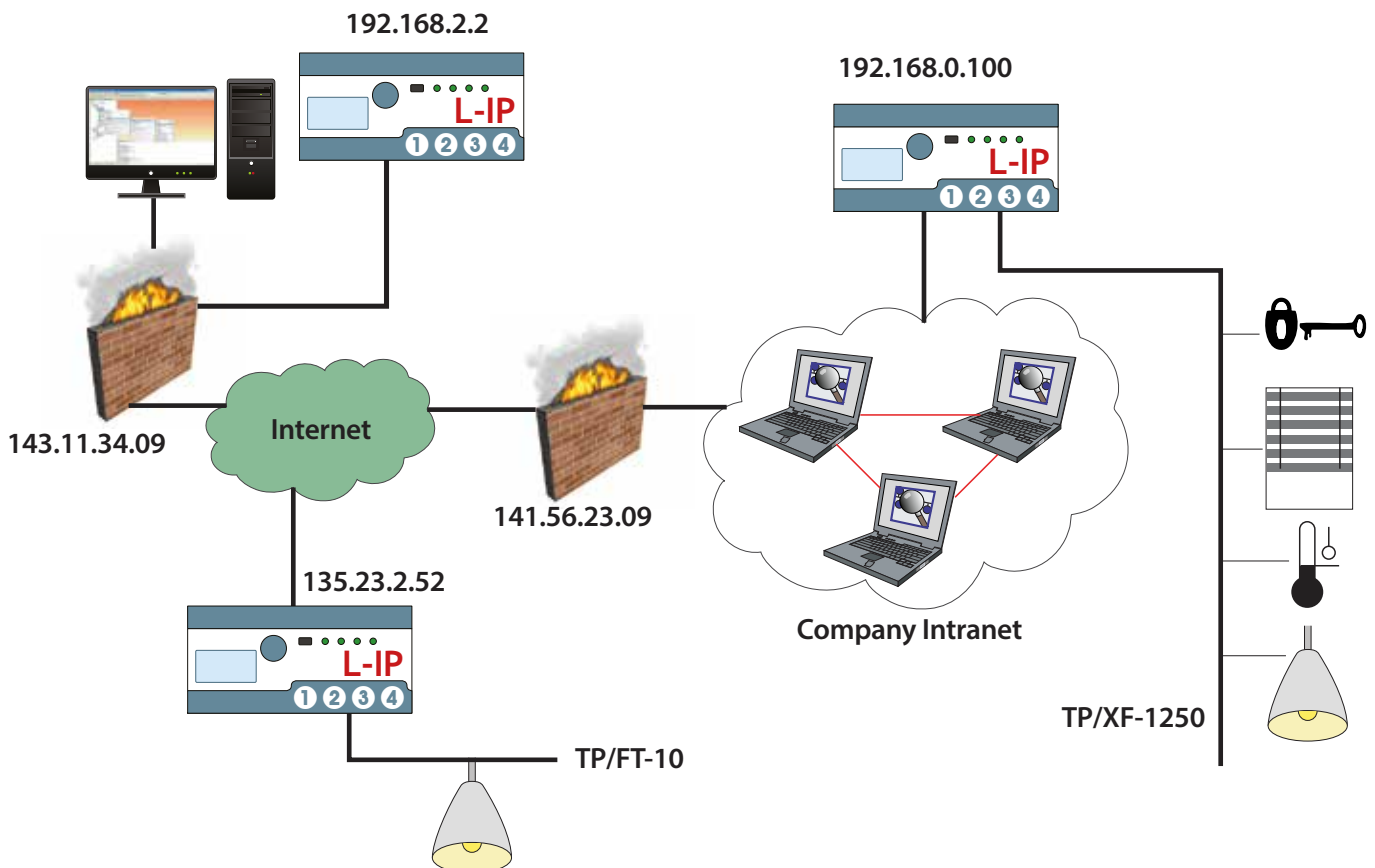 192.168.2.2
L-IP
1 2 3 4
192.168.0.100
L-IP
1 2 3 4
143.11.34.09
Internet
141.56.23.09
Company Intranet
135.23.2.52
L-IP
1 2 3 4
TP/FT-10
TP/XF-1250